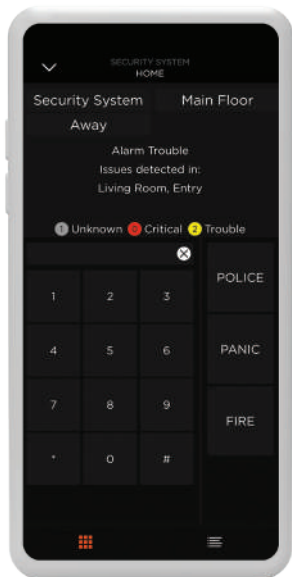 SECURITY SYSTEM
HOME
Security System Main Floor
Away
Alarm Trouble
Issues detected in:
Living Room, Entry
1 Unknown 0 Critical 2 Trouble
1 2 3
POLICE
4 5 6
PANIC
7 8 9
FIRE
* 0 #